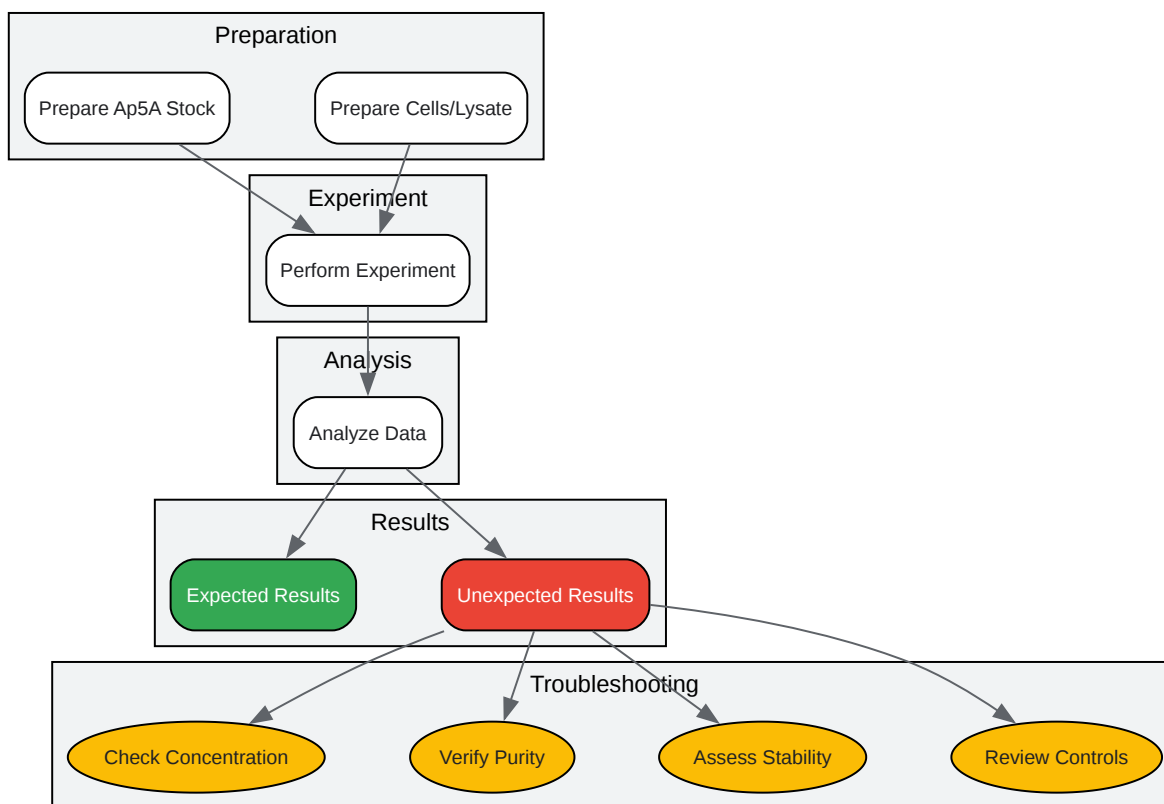 Preparation
Prepare Ap5A Stock
Prepare Cells/Lysate
Experiment
Perform Experiment
Analysis
Analyze Data
Results
Expected Results
Unexpected Results
Troubleshooting
Check Concentration
Verify Purity
Assess Stability
Review Controls